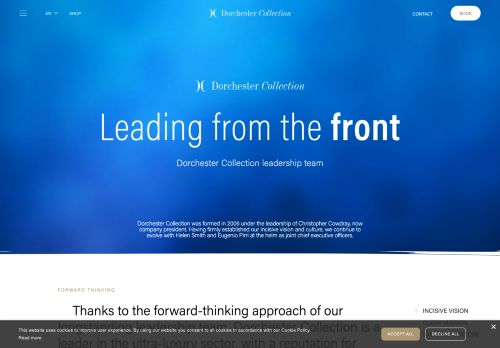 EN SHOP Dorchester Collection CONTACT BOOK
Dorchester Collection
Leading from the front
Dorchester Collection leadership team
Dorchester Collection was formed in 2006 under the leadership of Christopher Cowdray, now
company president. Having firmly established our incisive vision and culture, we continue to
evolve with Helen Smith and Eugenio Pirri at the helm as joint chief executive officers.
FORWARD THINKING
Thanks to the forward-thinking approach of our
INCISIVE VISION
longstanding leadership team, Dorchester Collection is a
leader in the ultra-luxury sector, with a reputation for
This website uses cookies to improve user experience. By using our website you consent to all cookies in accordance with our Cookie Policy.
Read more
ACCEPT ALL
DECLINE ALL